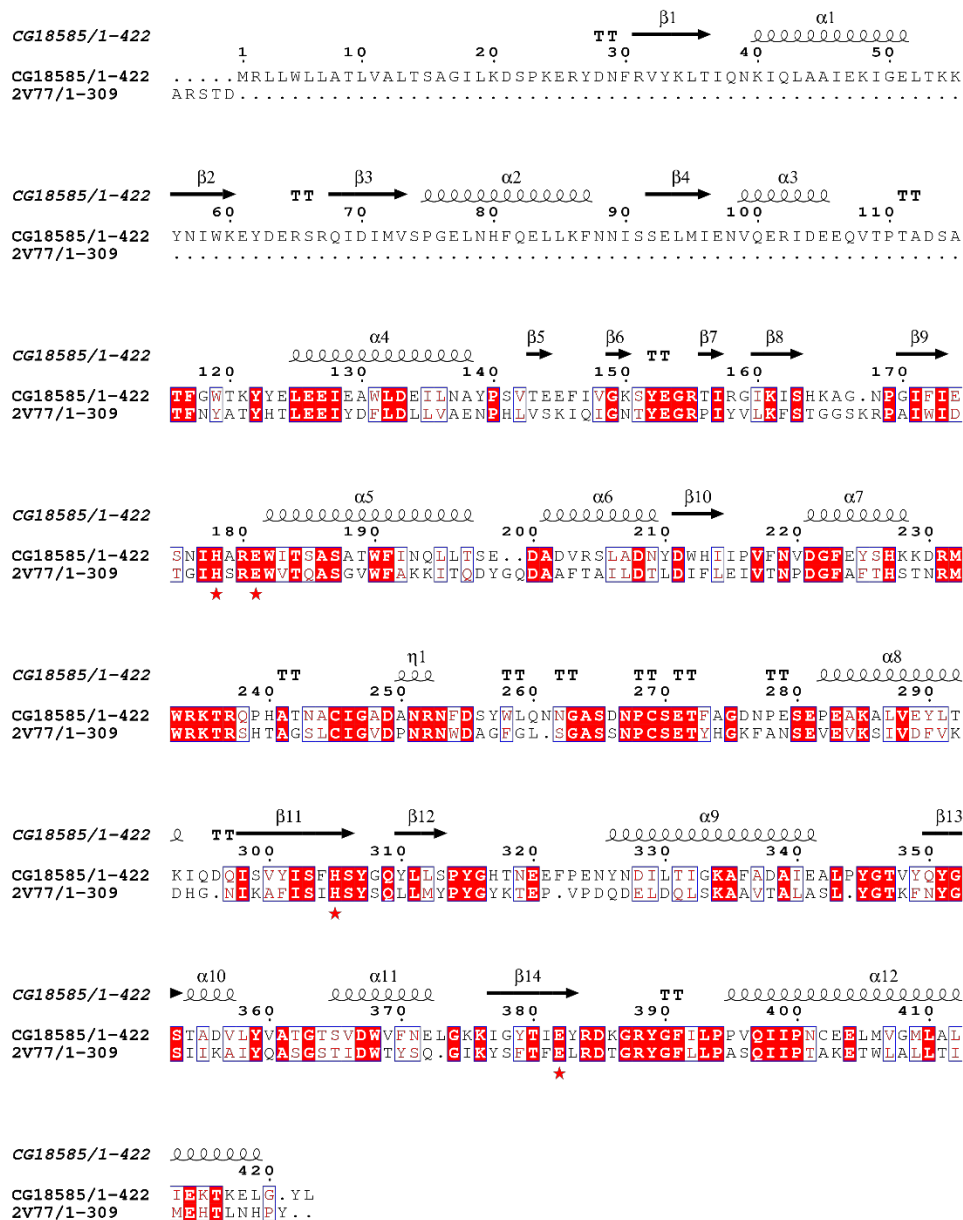 CG18585/1-422 TT β1 α1
1 10 20 30 40 50
CG18585/1-422 .....MRLLWLLATLVALTSAGILKDSPKERYDNFRVYKLTIQNKIQLAAIEKIGELTKK
2V77/1-309 ARSTD.......................................................
CG18585/1-422 β2 TT β3 α2 β4 α3 TT
60 70 80 90 100 110
CG18585/1-422 YNIWKEYDERSRQIDIMVSPGELNHFQELLKFNNISSELMIENVQERIDEEQVTPTADSA
2V77/1-309 ............................................................
CG18585/1-422 α4 β5 β6 TT β7 β8 β9
120 130 140 150 160 170
CG18585/1-422 TFGWTKYYELEEIEAWLDEILNAYPSVTEEFIVGKSYEGRTIRGIKISHKAG.NPGIFIE
2V77/1-309 TFNYATYHTLEEIYDFLDLLVAENPHLVSKIQIGNTYEGRPIYVLKFSTGGSKRPAIWID
CG18585/1-422 α5 α6 β10 α7
180 190 200 210 220 230
CG18585/1-422 SNIHAREWITSASATWFINQLLTSE..DADVRSLADNYDWHIIPVFNVDGFEYSHKKDRM
2V77/1-309 TGIHSREWVTQASGVWFAKKITQDYGQDAAFTAILDTLDIFLEIVTNPDGFAFTHSTNRM
CG18585/1-422 TT η1 TT TT TT TT TT α8
240 250 260 270 280 290
CG18585/1-422 WRKTRQPHATNACIGADANRNFDSYWLQNNGASDNPCSETFAGDNPESEPEAKALVEYLT
2V77/1-309 WRKTRSHTAGSLCIGVDPNRNWDAGFGL.SGASSNPCSETYHGKFANSEVEVKSIVDFVK
CG18585/1-422 TT β11 β12 α9 β13
300 310 320 330 340 350
CG18585/1-422 KIQDQISVYISFHSYGQYLLSPYGHTNEEFPENYNDILTIGKAFADAIEALPYGTVYQYG
2V77/1-309 DHG.NIKAFISIHSYSQLLMYPYGYKTEP.VPDQDELDQLSKAAVTALASL.YGTKFNYG
CG18585/1-422 α10 α11 β14 TT α12
360 370 380 390 400 410
CG18585/1-422 STADVLYVATGTSVDWVFNELGKKIGYTIEYRDKGRYGFILPPVQIIPNCEELMVGMLAL
2V77/1-309 SIIKAIYQASGSTIDWTYSQ.GIKYSFTFELRDTGRYGFLLPASQIIPTAKETWLALLTI
CG18585/1-422
420
CG18585/1-422 IEKTKELG.YL
2V77/1-309 MEHTLNHPY..